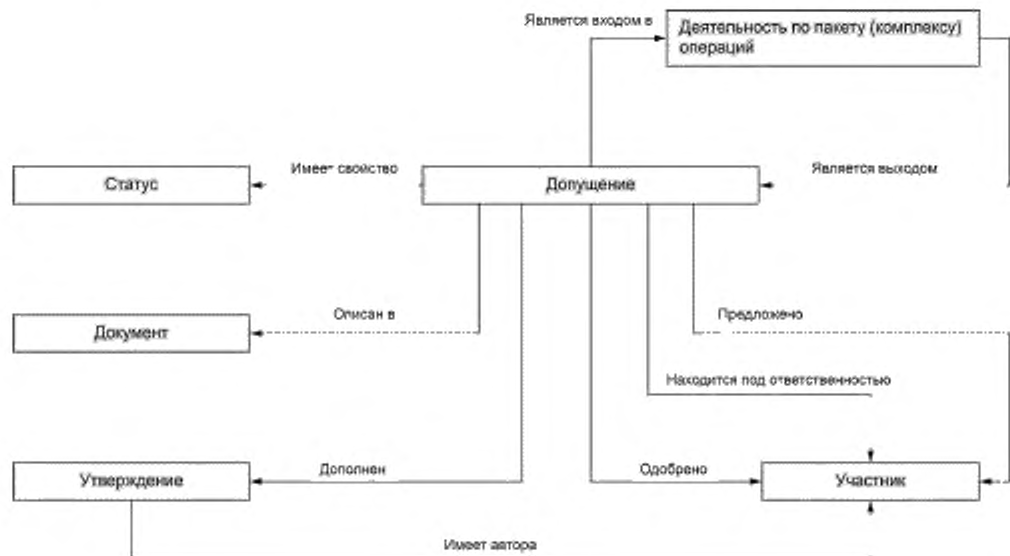 Является входом в
Деятельность по пакету (комплексу)
операций
Статус
Имеет свойство
Допущение
Является выходом
Документ
Описан в
Предложено
Находится под ответственностью
Утверждение
Дополнен
Одобрено
Участник
Имеет автора